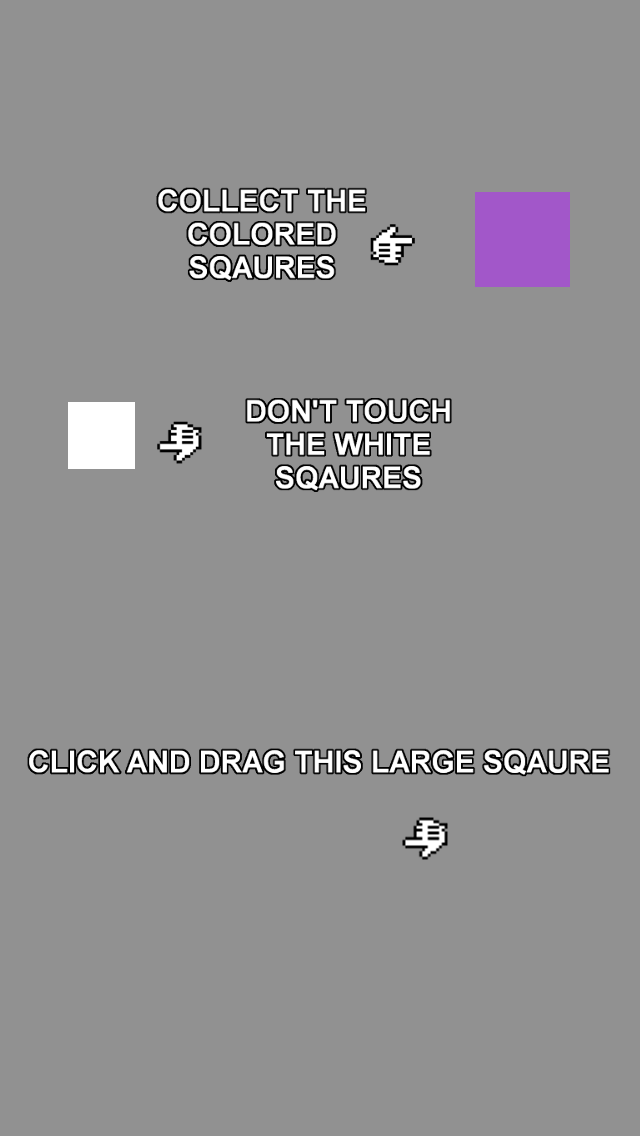 COLLECT THE
COLORED
SQAURES
DON'T TOUCH
THE WHITE
SQAURES
CLICK AND DRAG THIS LARGE SQAURE